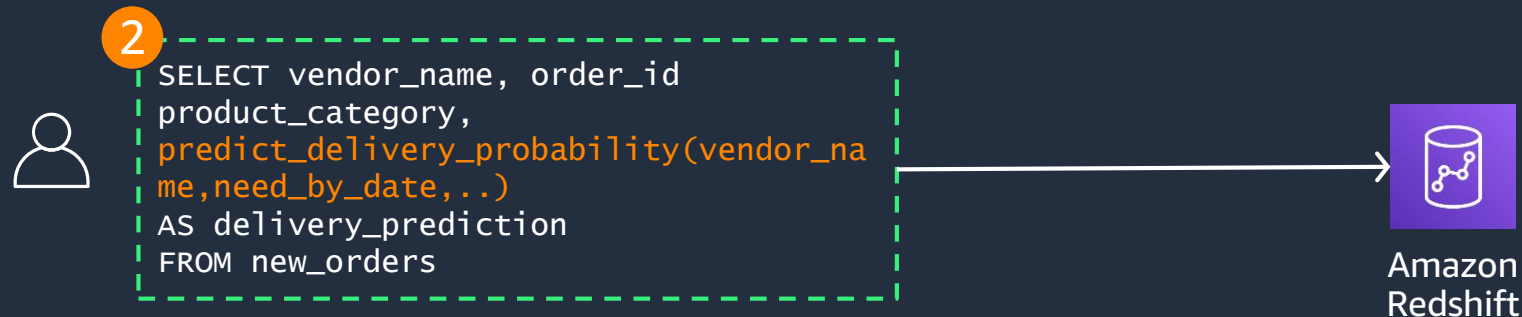 2
SELECT vendor_name, order_id
product_category,
predict_delivery_probability(vendor_na
me,need_by_date,..)
AS delivery_prediction
FROM new_orders
Amazon
Redshift